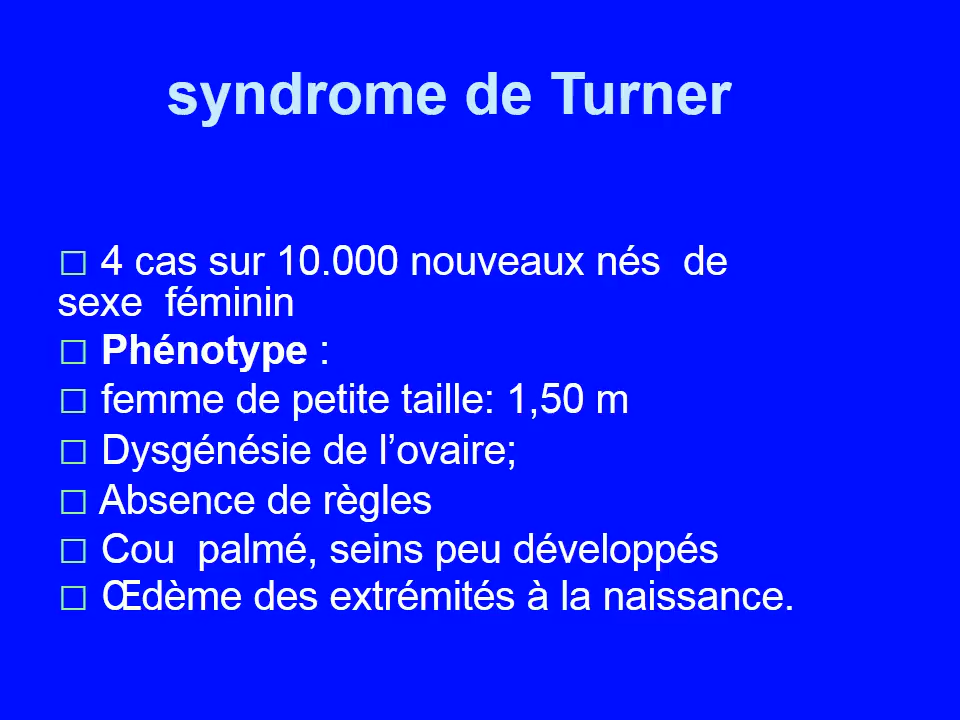 syndrome de Turner
□ 4 cas sur 10.000 nouveaux nés  de
sexe  féminin
□ Phénotype :
□ femme de petite taille: 1,50 m
□ Dysgénésie de l’ovaire;
□ Absence de règles
□ Cou  palmé, seins peu développés
□ Œdème des extrémités à la naissance.